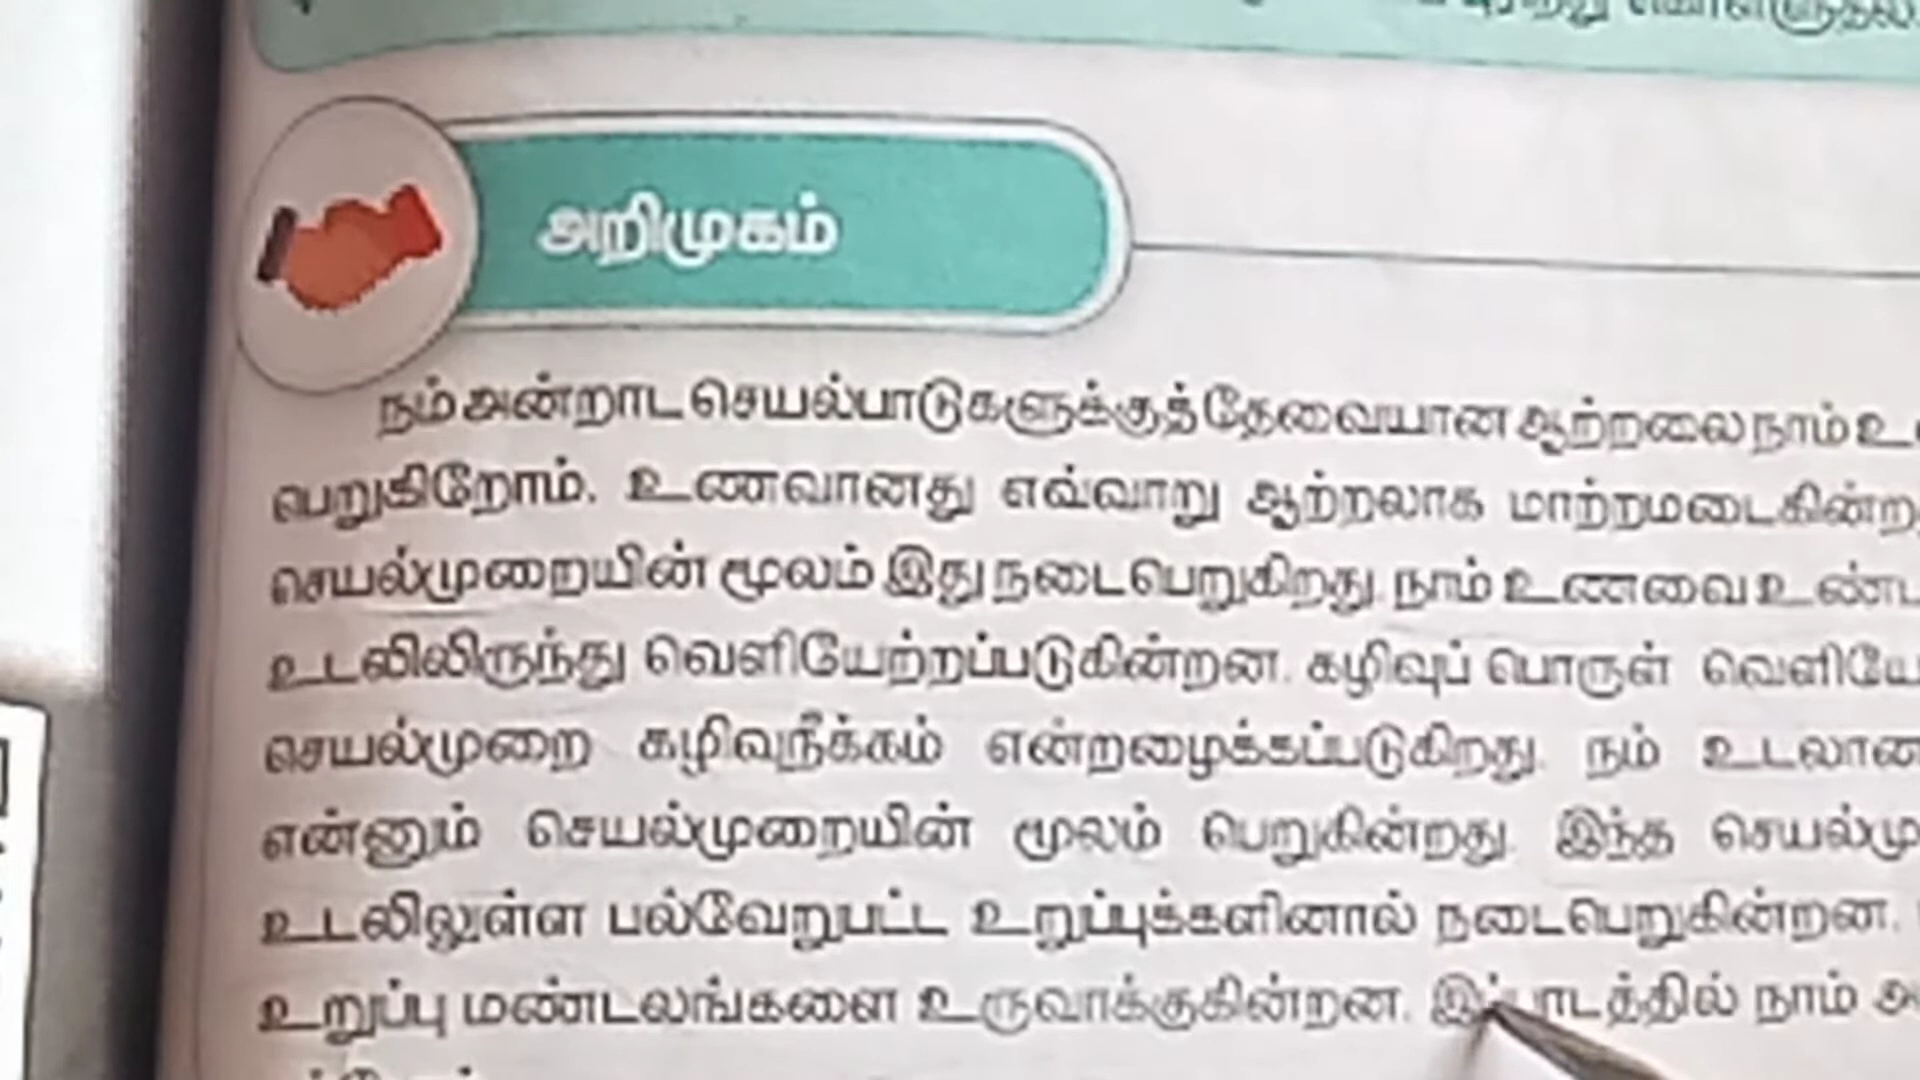 அறிமுகம்
நம் அன்றாட செயல்பாடுகளுக்குத் தேவையான ஆற்றலை நாம்
பெறுகிறோம். உணவானது எவ்வாறு ஆற்றலாக
செயல்முறையின் மூலம் இது நடைபெறுகிறது. நாம் உணவை
உடலிலிருந்து வெளியேற்றப்படுகின்றன. கழிவுப் பொருள்
செயல்முறை கழிவுநீக்கம் என்றழைக்கப்படுகிறது. நம்
என்னும் செயல்முறையின் மூலம் பெறுகின்றது. இந்த
உடலிலுள்ள பல்வேறுபட்ட உறுப்புக்களினால் நடைபெறுகின்றன.
உறுப்பு மண்டலங்களை உருவாக்குகின்றன. நாம்